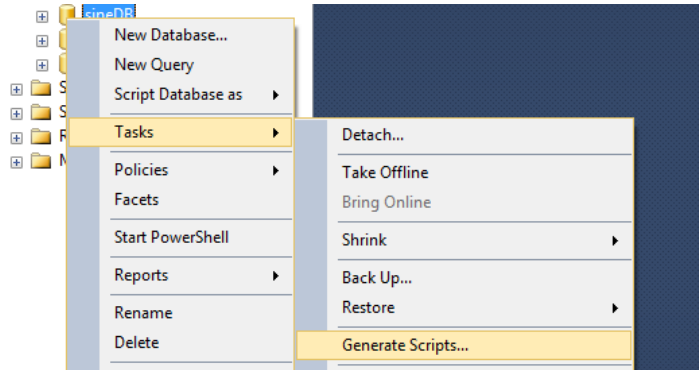 sineDB
New Database...
New Query
Script Database as
Tasks
Policies
Facets
Start PowerShell
Reports
Rename
Delete
Detach...
Take Offline
Bring Online
Shrink
Back Up...
Restore
Generate Scripts...